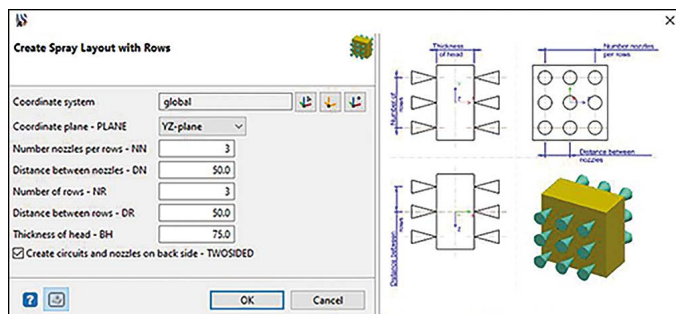 Create Spray Layout with Rows
Coordinate system
global
Coordinate plane - PLANE
YZ-plane
Number nozzles per rows - NN
3
Distance between nozzles - DN
50.0
Number of rows - NR
3
Distance between rows - DR
50.0
Thickness of head - BH
75.0
Create circuits and nozzles on back side - TWOSIDED
OK
Cancel
Thickness
of head
Number nozzles
per rows
Number of
rows
Distance between
nozzles
Distance between
rows